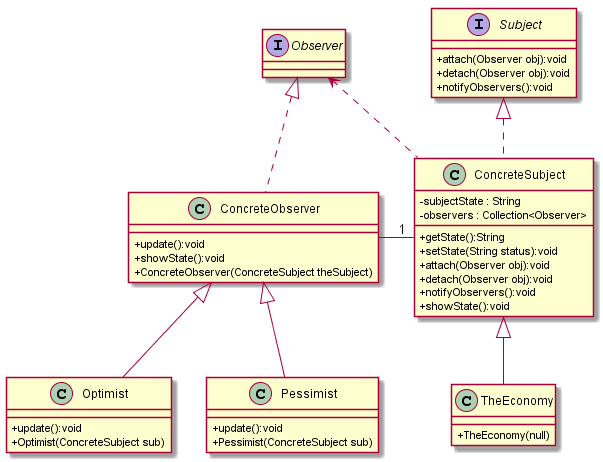 I Subject
+attach(Observer obj):void
+detach(Observer obj):void
+notifyObservers():void
I Observer
C ConcreteSubject
-subjectState : String
-observers : Collection<Observer>
+getState():String
+setState(String status):void
+attach(Observer obj):void
+detach(Observer obj):void
+notifyObservers():void
+showState():void
C ConcreteObserver
+update():void
+showState():void
+ConcreteObserver(ConcreteSubject theSubject)
1
C Optimist
+update():void
+Optimist(ConcreteSubject sub)
C Pessimist
+update():void
+Pessimist(ConcreteSubject sub)
C TheEconomy
+TheEconomy(null)